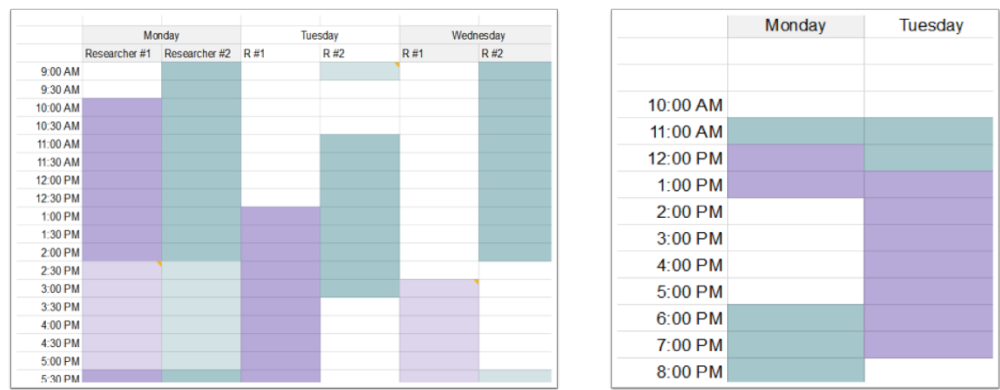 Monday Tuesday Wednesday
Researcher #1 Researcher #2 R #1 R #2 R #1 R #2
9:00 AM
9:30 AM
10:00 AM
10:30 AM
11:00 AM
11:30 AM
12:00 PM
12:30 PM
1:00 PM
1:30 PM
2:00 PM
2:30 PM
3:00 PM
3:30 PM
4:00 PM
4:30 PM
5:00 PM
5:30 PM
Monday Tuesday
10:00 AM
11:00 AM
12:00 PM
1:00 PM
2:00 PM
3:00 PM
4:00 PM
5:00 PM
6:00 PM
7:00 PM
8:00 PM